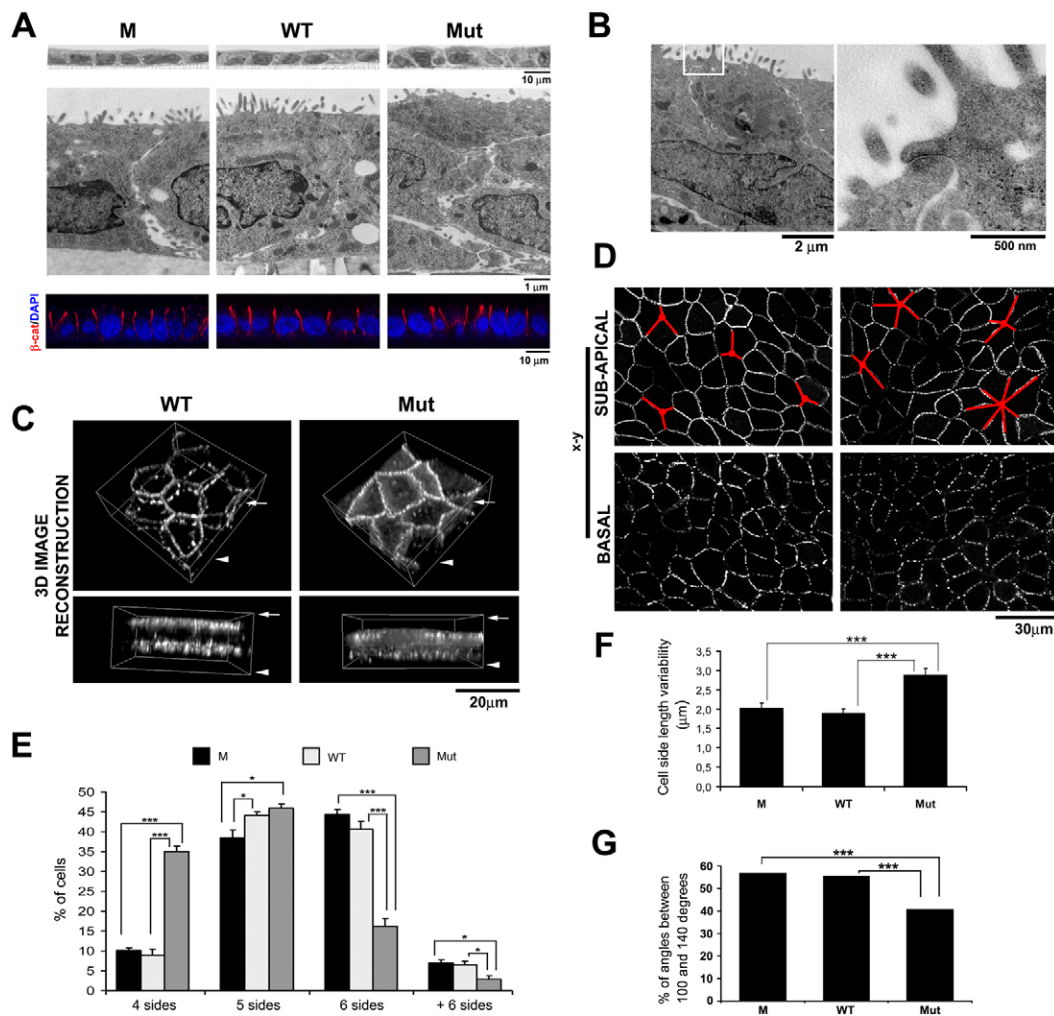 A
M WT Mut
10 μm
1 μm
β-cat/DAPI
10 μm
B
2 μm 500 nm
C
WT Mut
3D IMAGE
RECONSTRUCTION
20μm
D
x-y
SUB-APICAL
BASAL
30μm
E
M WT Mut
% of cells
50
45
40
35
30
25
20
15
10
5
0
***
***
*
*
***
***
*
*
4 sides 5 sides 6 sides + 6 sides
F
Cell side length variability
(μm)
3,5
3,0
2,5
2,0
1,5
1,0
0,5
0,0
***
***
M WT Mut
G
% of angles between
100 and 140 degrees
60
50
40
30
20
10
0
***
***
M WT Mut